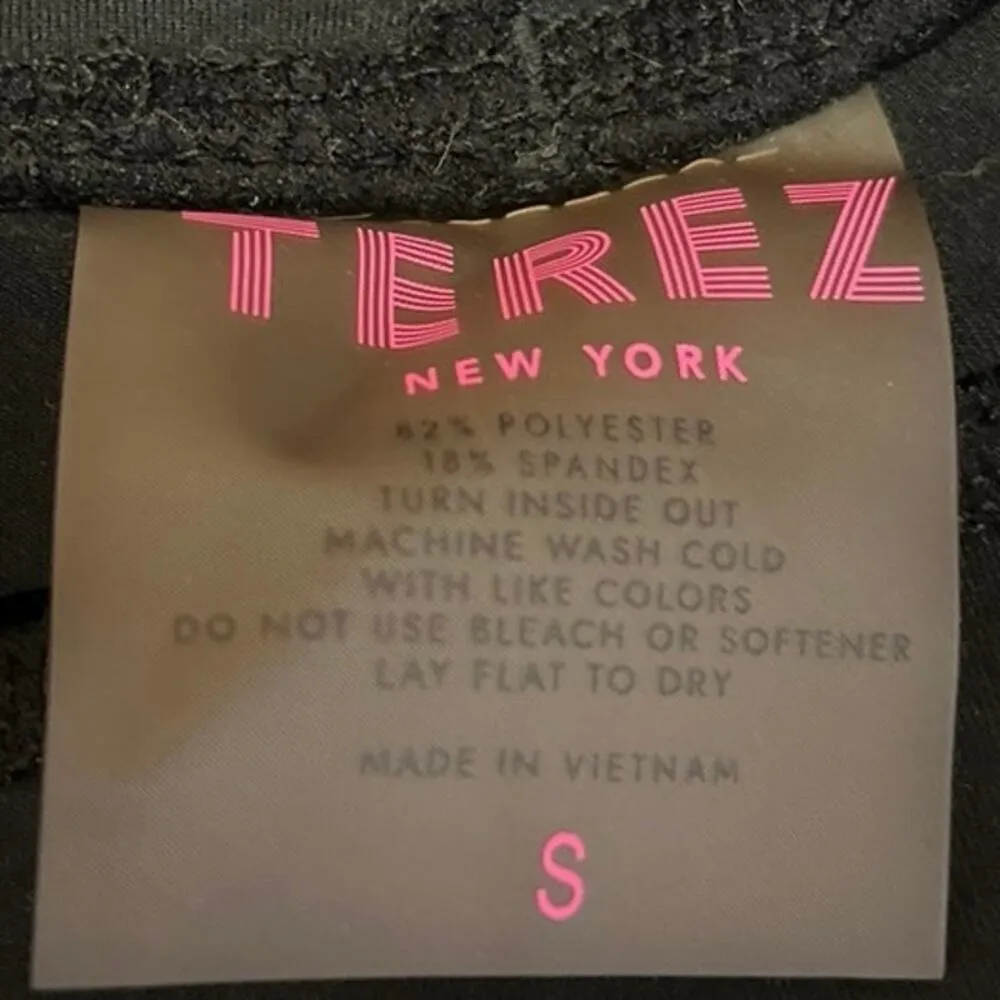 TEREZ
NEW YORK
82% POLYESTER
18% SPANDEX
TURN INSIDE OUT
MACHINE WASH COLD
WITH LIKE COLORS
DO NOT USE BLEACH OR SOFTENER
LAY FLAT TO DRY
MADE IN VIETNAM
S